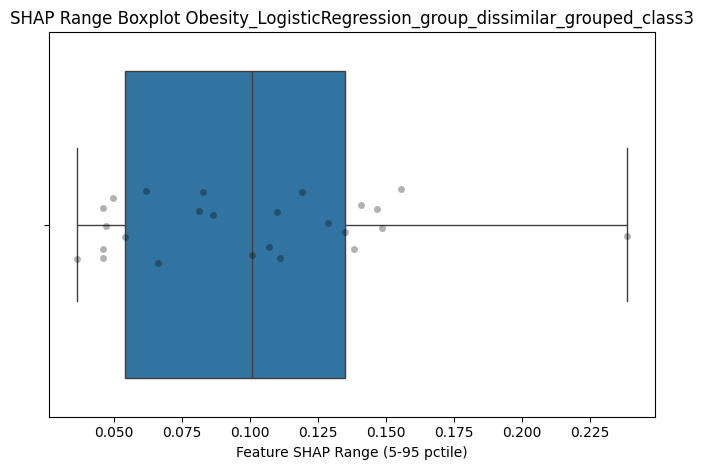 SHAP Range Boxplot Obesity_LogisticRegression_group_dissimilar_grouped_class3
0.050 0.075 0.100 0.125 0.150 0.175 0.200 0.225
Feature SHAP Range (5-95 pctile)